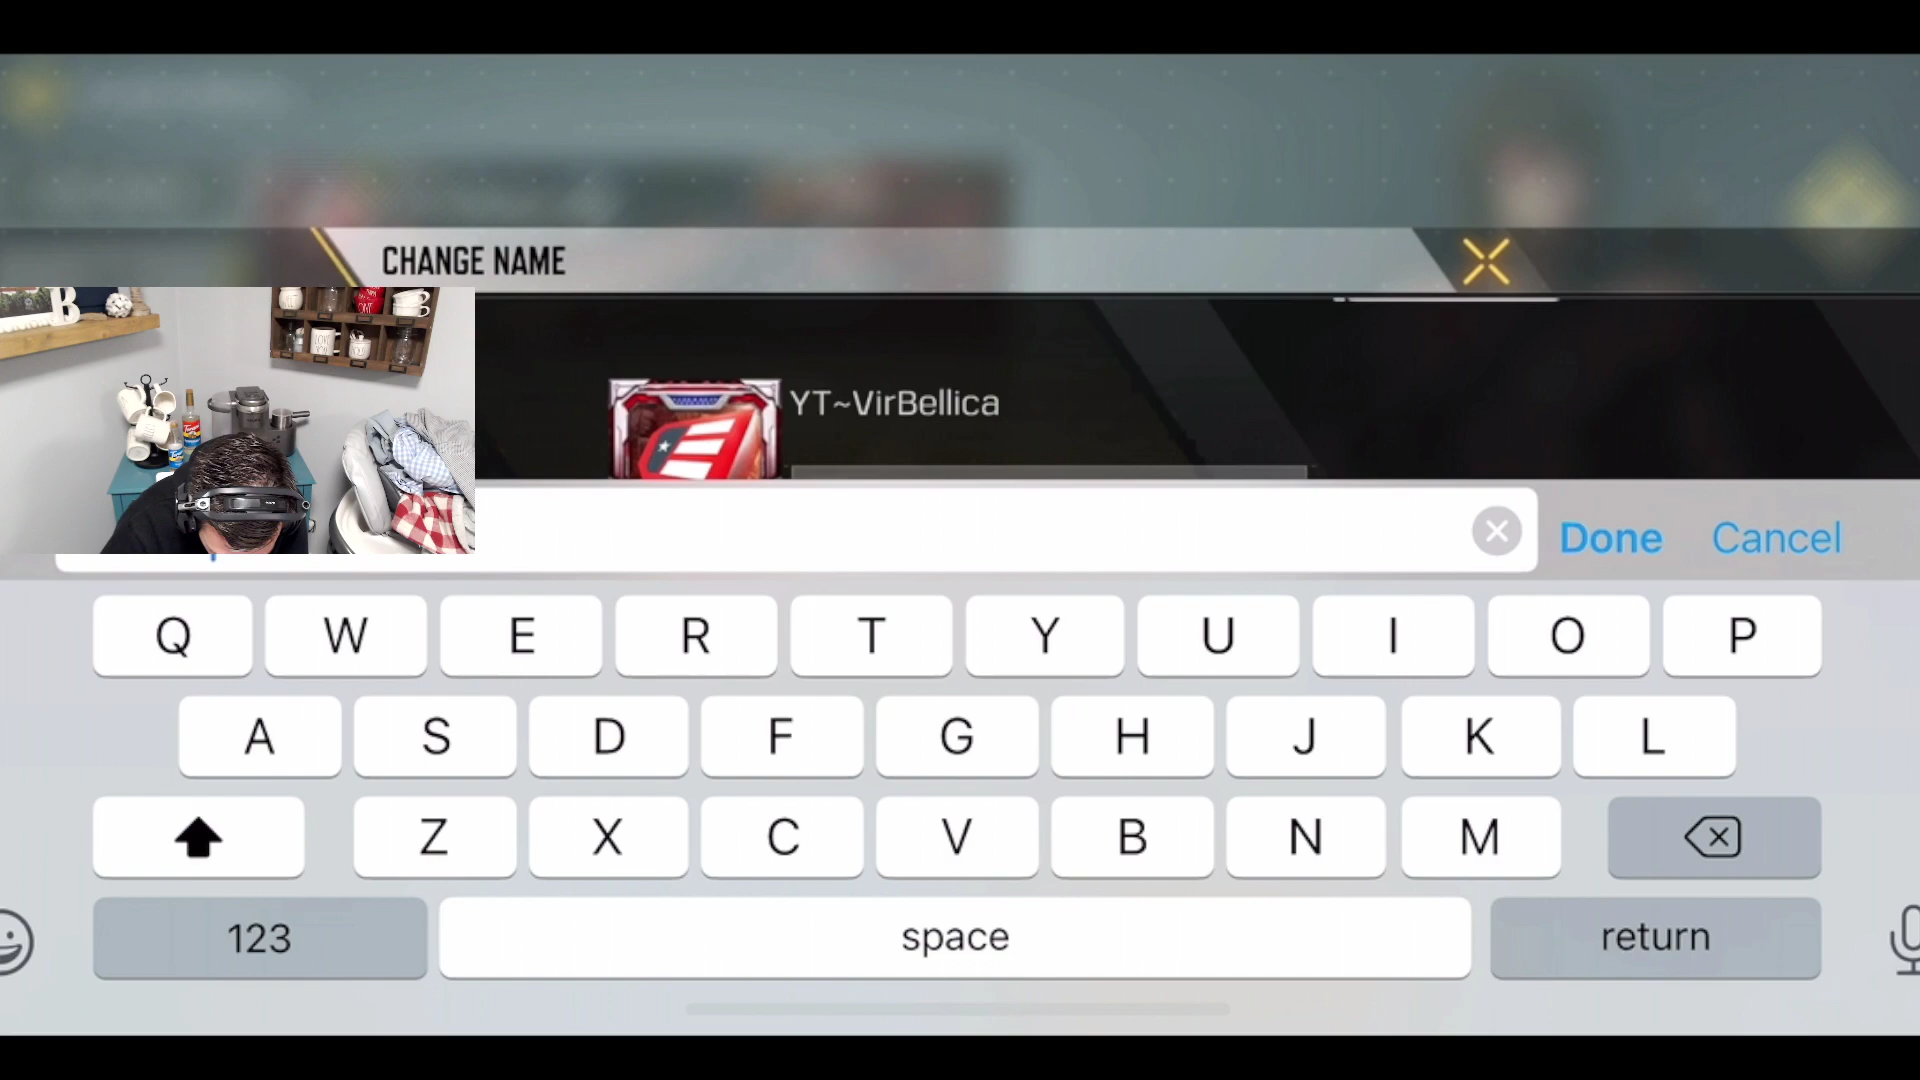 CHANGE NAME
YT~VirBellica
Done Cancel
Q W E R T Y U I O P
A S D F G H J K L
Z X C V B N M
123 space return